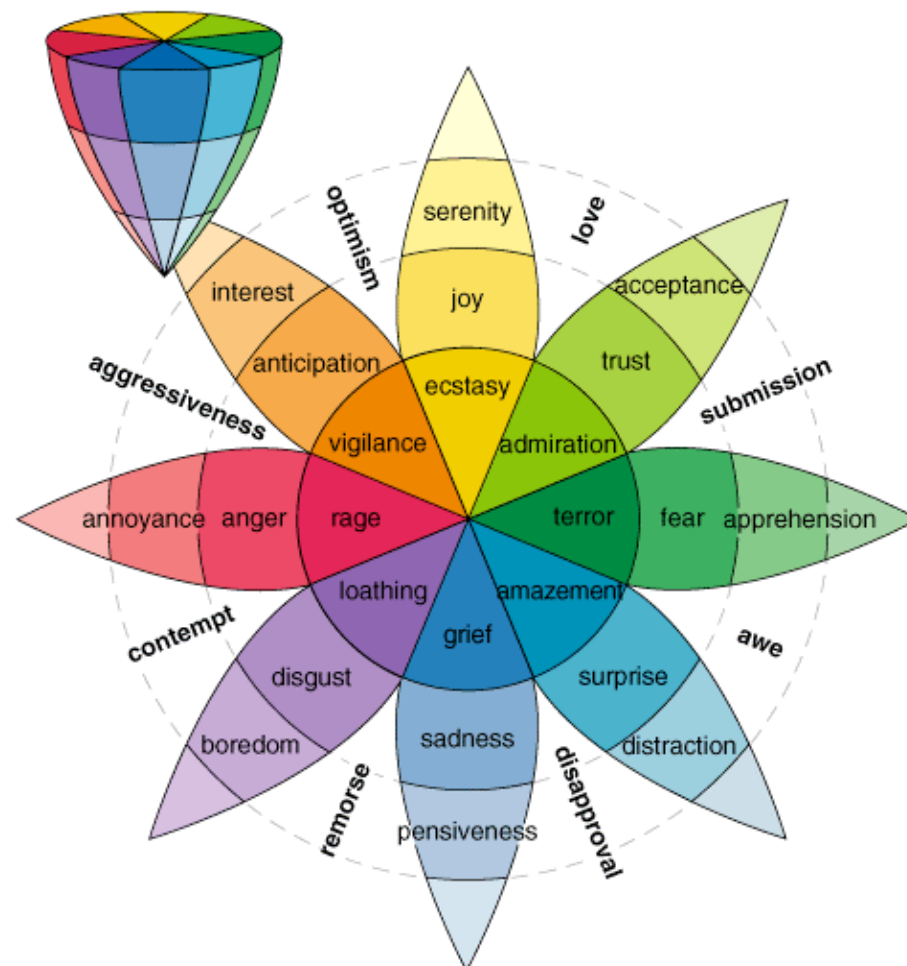 optimism
love
serenity
interest
acceptance
joy
anticipation
trust
aggressiveness
ecstasy
submission
vigilance
admiration
annoyance
anger
rage
terror
fear
apprehension
loathing
amazement
contempt
grief
awe
disgust
surprise
boredom
sadness
distraction
remorse
disapproval
pensiveness